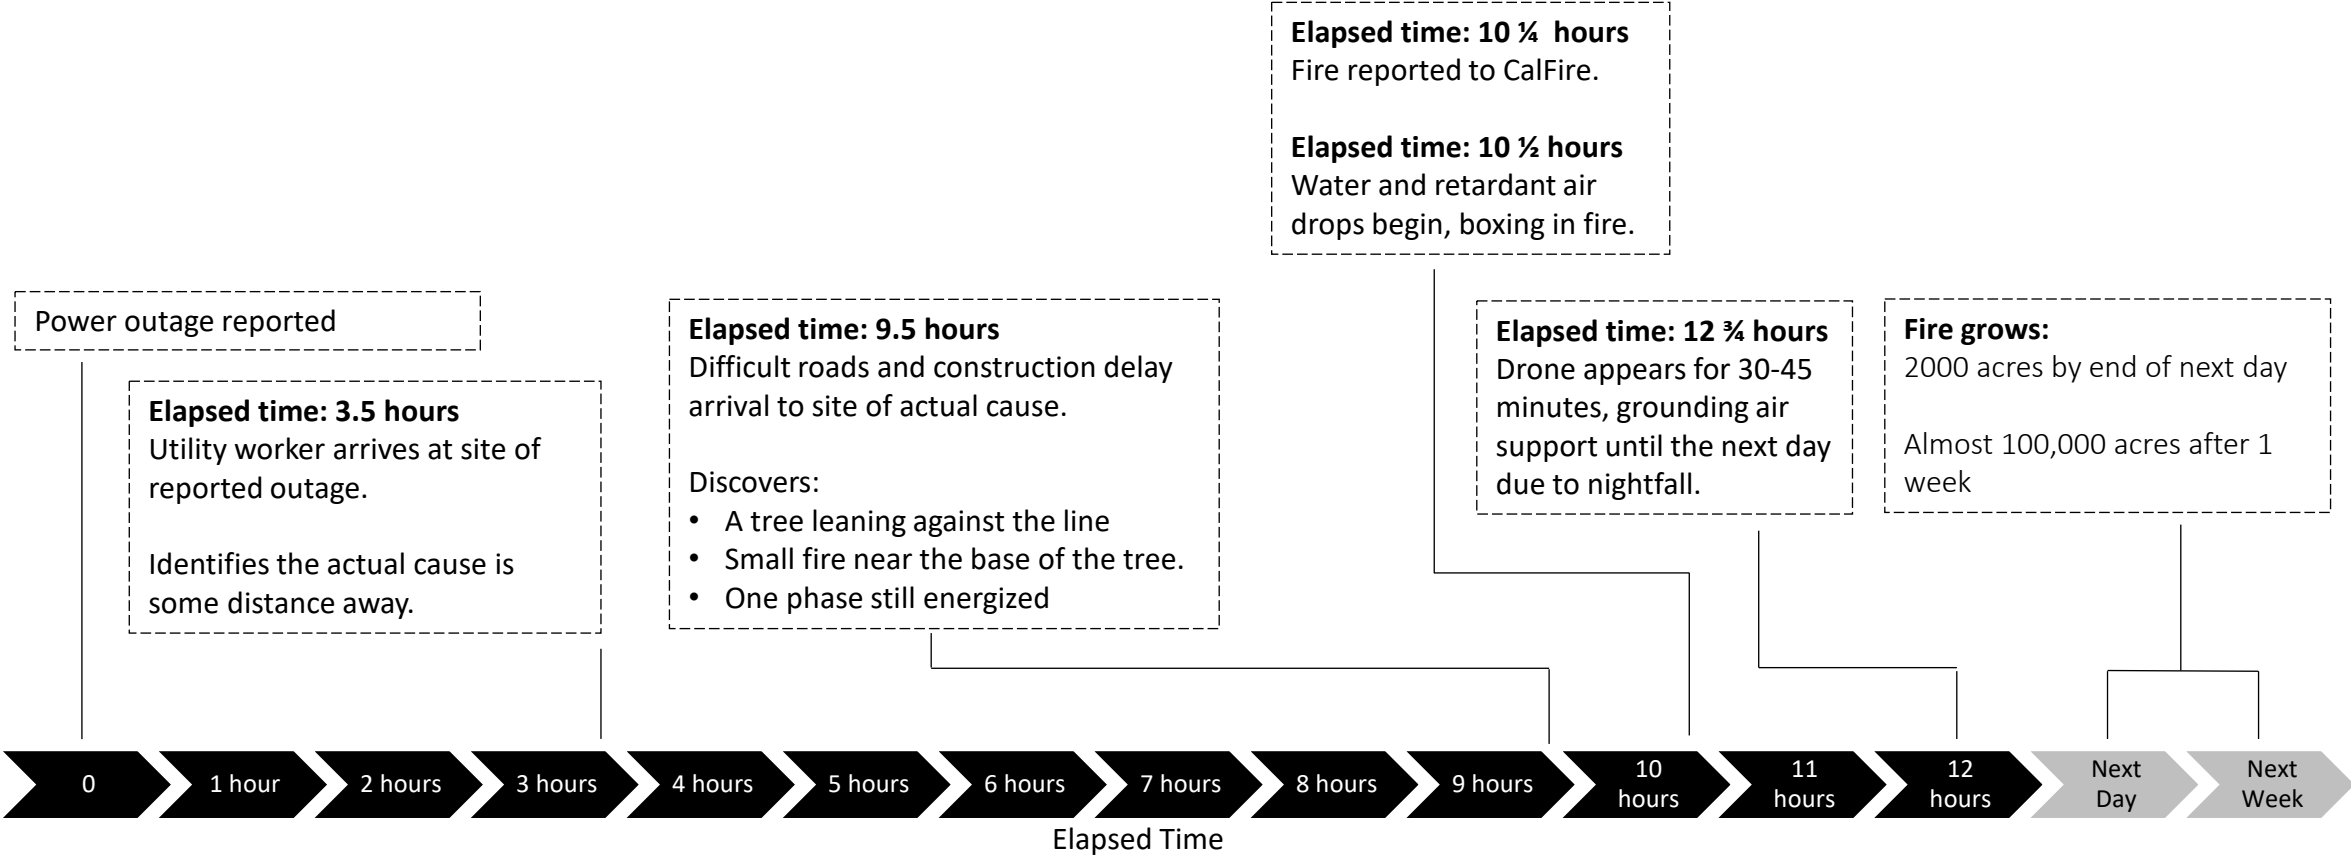 Elapsed time: 10 ¼  hours
Fire reported to CalFire.
Elapsed time: 10 ½ hours
Water and retardant air
drops begin, boxing in fire.
Power outage reported
Elapsed time: 3.5 hours
Utility worker arrives at site of
reported outage.
Identifies the actual cause is
some distance away.
Elapsed time: 9.5 hours
Difficult roads and construction delay
arrival to site of actual cause.
Discovers:
• A tree leaning against the line
• Small fire near the base of the tree.
• One phase still energized
Elapsed time: 12 ¾ hours
Drone appears for 30-45
minutes, grounding air
support until the next day
due to nightfall.
Fire grows:
2000 acres by end of next day
Almost 100,000 acres after 1
week
0
1 hour
2 hours
3 hours
4 hours
5 hours
6 hours
7 hours
8 hours
9 hours
10
hours
11
hours
12
hours
Next
Day
Next
Week
Elapsed Time